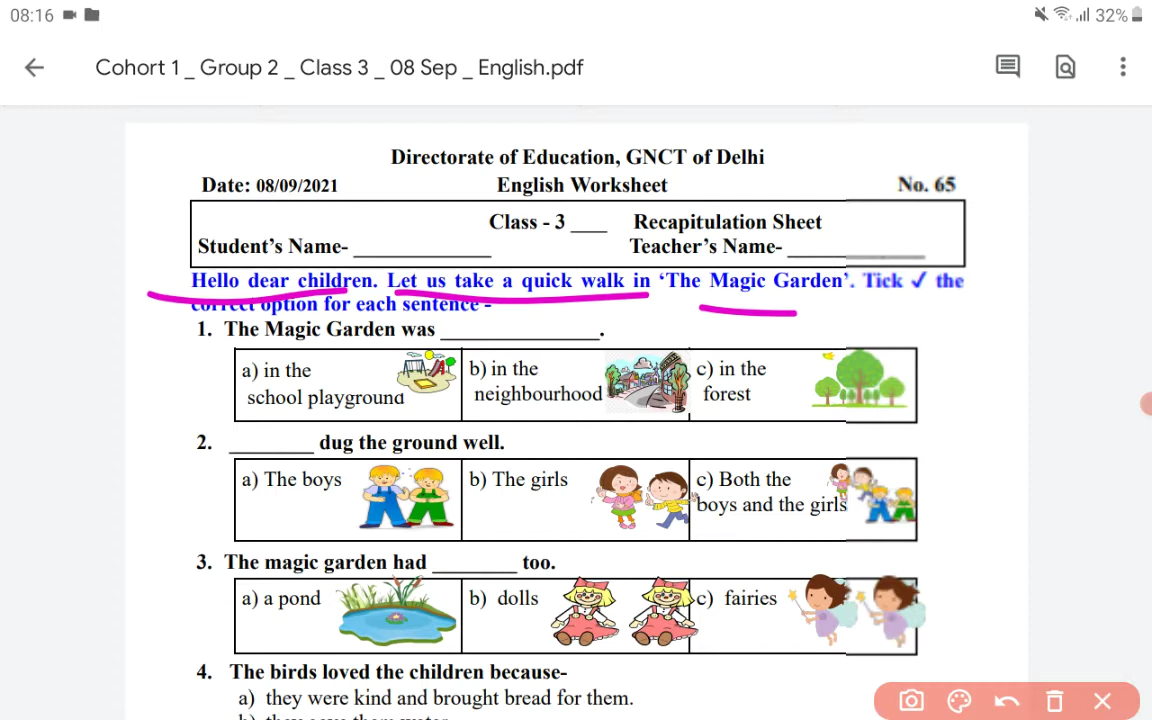 08:16
32%
Cohort 1 _ Group 2 _ Class 3 _ 08 Sep _ English.pdf
Directorate of Education, GNCT of Delhi
Date: 08/09/2021 English Worksheet No. 65
Class - 3 ____ Recapitulation Sheet
Student's Name- _____________ Teacher's Name- _____________
Hello dear children. Let us take a quick walk in ‘The Magic Garden’. Tick ✓ the
correct option for each sentence -
1. The Magic Garden was _______________.
a) in the
school playground
b) in the
neighbourhood
c) in the
forest
2. ________ dug the ground well.
a) The boys
b) The girls
c) Both the
boys and the girls
3. The magic garden had ________ too.
a) a pond
b) dolls
c) fairies
4. The birds loved the children because-
a) they were kind and brought bread for them.